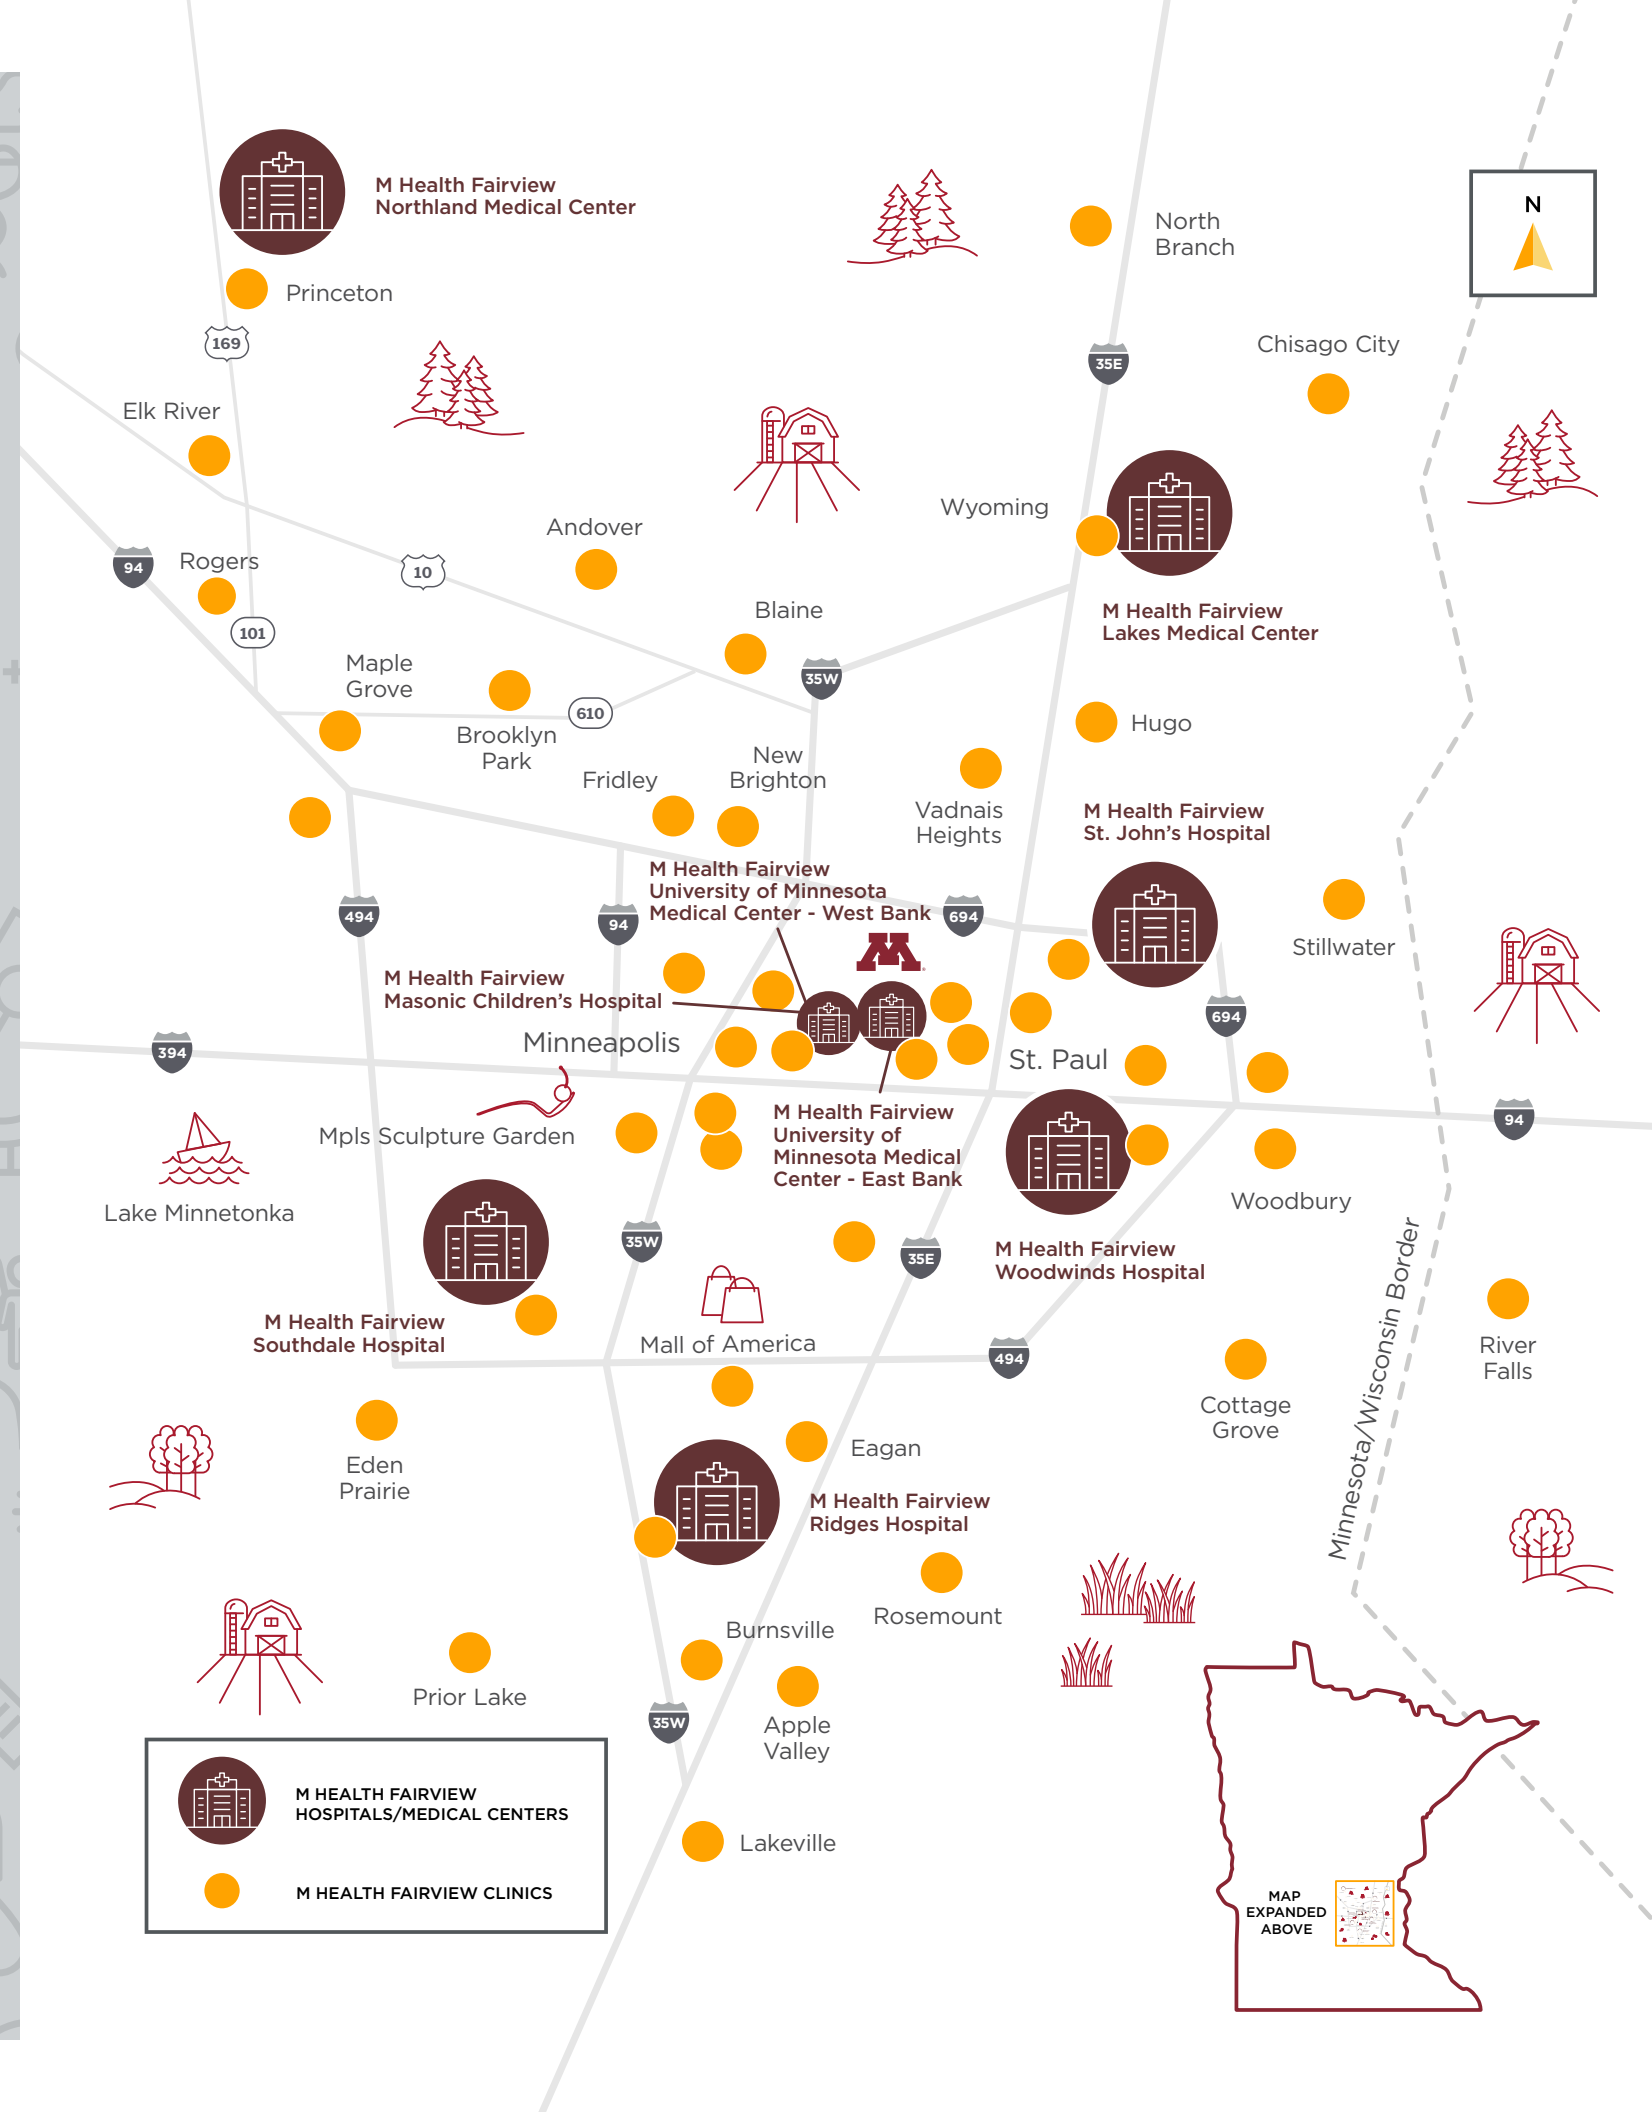 M Health Fairview
Northland Medical Center
Princeton
169
North
Branch
N
Chisago City
35E
Elk River
Wyoming
Andover
94
Rogers
10
101
Blaine
M Health Fairview
Lakes Medical Center
Maple
Grove
35W
610
Brooklyn
Park
Hugo
New
Brighton
Fridley
Vadnais
Heights
M Health Fairview
St. John’s Hospital
M Health Fairview
University of Minnesota
Medical Center - West Bank
494
94
694
M
Stillwater
M Health Fairview
Masonic Children’s Hospital
694
Minneapolis
394
St. Paul
M Health Fairview
University of
Minnesota Medical
Center - East Bank
94
Mpls Sculpture Garden
Lake Minnetonka
Woodbury
35W
35E
M Health Fairview
Woodwinds Hospital
Minnesota/Wisconsin Border
M Health Fairview
Southdale Hospital
Mall of America
494
River
Falls
Cottage
Grove
Eagan
Eden
Prairie
M Health Fairview
Ridges Hospital
Rosemount
Burnsville
Prior Lake
35W
Apple
Valley
M HEALTH FAIRVIEW
HOSPITALS/MEDICAL CENTERS
M HEALTH FAIRVIEW CLINICS
Lakeville
MAP
EXPANDED
ABOVE